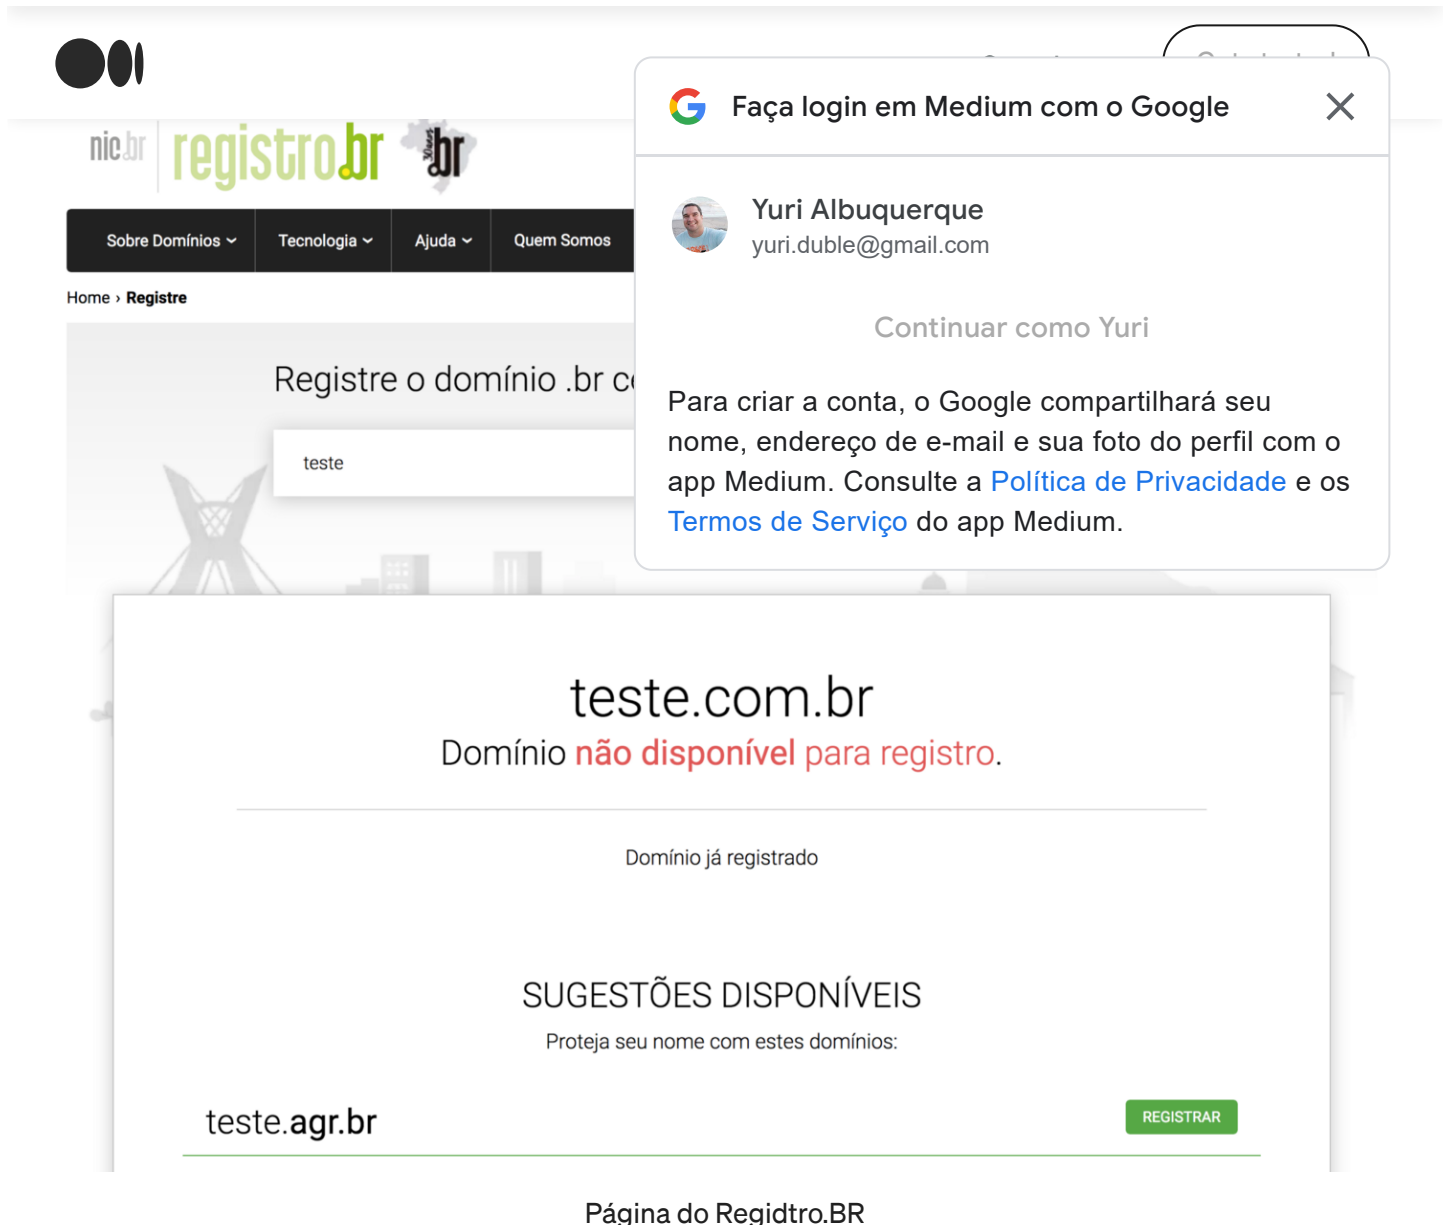 Faça login em Medium com o Google
nic.br
registro.br
br
Yuri Albuquerque
yuri.duble@gmail.com
Sobre Domínios
Tecnologia
Ajuda
Quem Somos
Home › Registre
Continuar como Yuri
Registre o domínio .br
teste
Para criar a conta, o Google compartilhará seu
nome, endereço de e-mail e sua foto do perfil com o
app Medium. Consulte a Política de Privacidade e os
Termos de Serviço do app Medium.
teste.com.br
Domínio não disponível para registro.
Domínio já registrado
SUGESTÕES DISPONÍVEIS
Proteja seu nome com estes domínios:
teste.agr.br
REGISTRAR
Página do Regidtro.BR